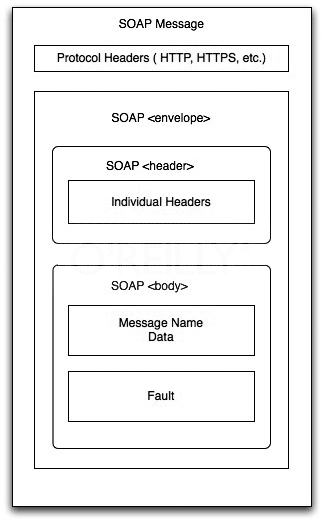 SOAP Message
Protocol Headers ( HTTP, HTTPS, etc.)
SOAP <envelope>
SOAP <header>
Individual Headers
O'REILLY
SOAP <body>
Message Name
Data
Fault